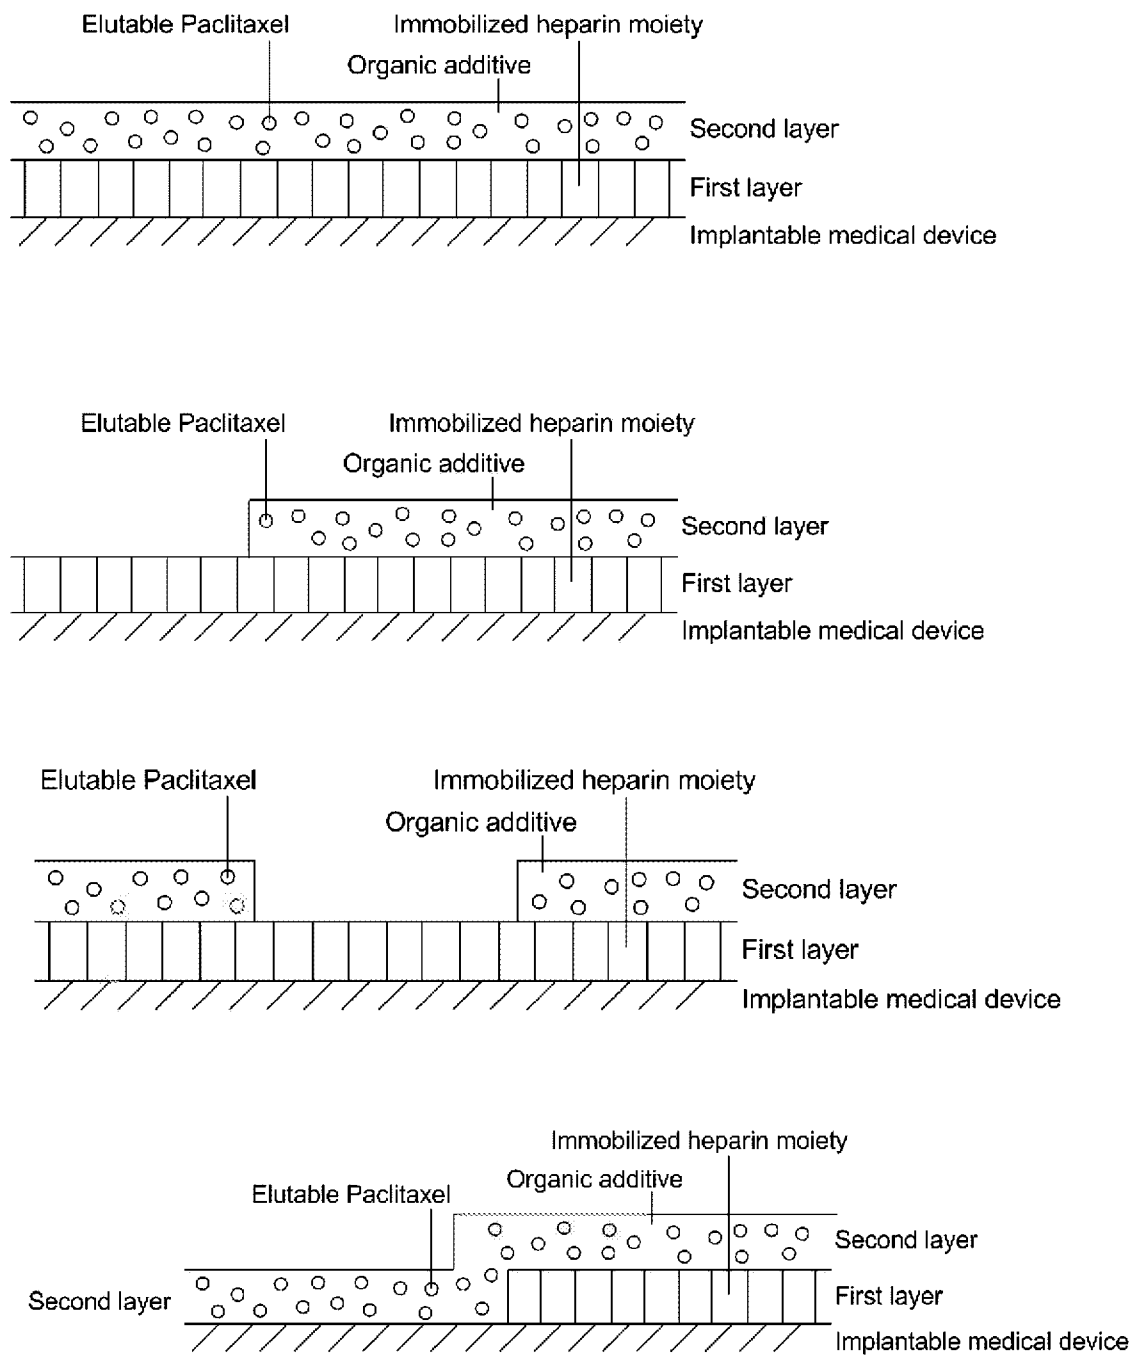 Elutable Paclitaxel
Immobilized heparin moiety
Organic additive
Second layer
First layer
Implantable medical device
Elutable Paclitaxel
Immobilized heparin moiety
Organic additive
Second layer
First layer
Implantable medical device
Elutable Paclitaxel
Immobilized heparin moiety
Organic additive
Second layer
First layer
Implantable medical device
Immobilized heparin moiety
Organic additive
Elutable Paclitaxel
Second layer
Second layer
First layer
Implantable medical device